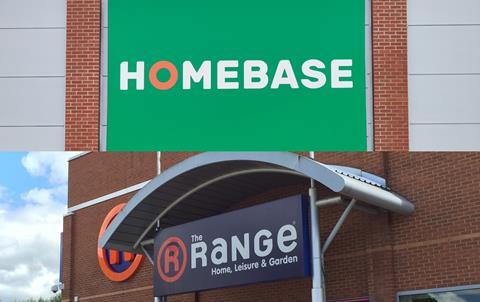 HOMEBASE
R
The
R
RANGE
Home, Leisure & Garden